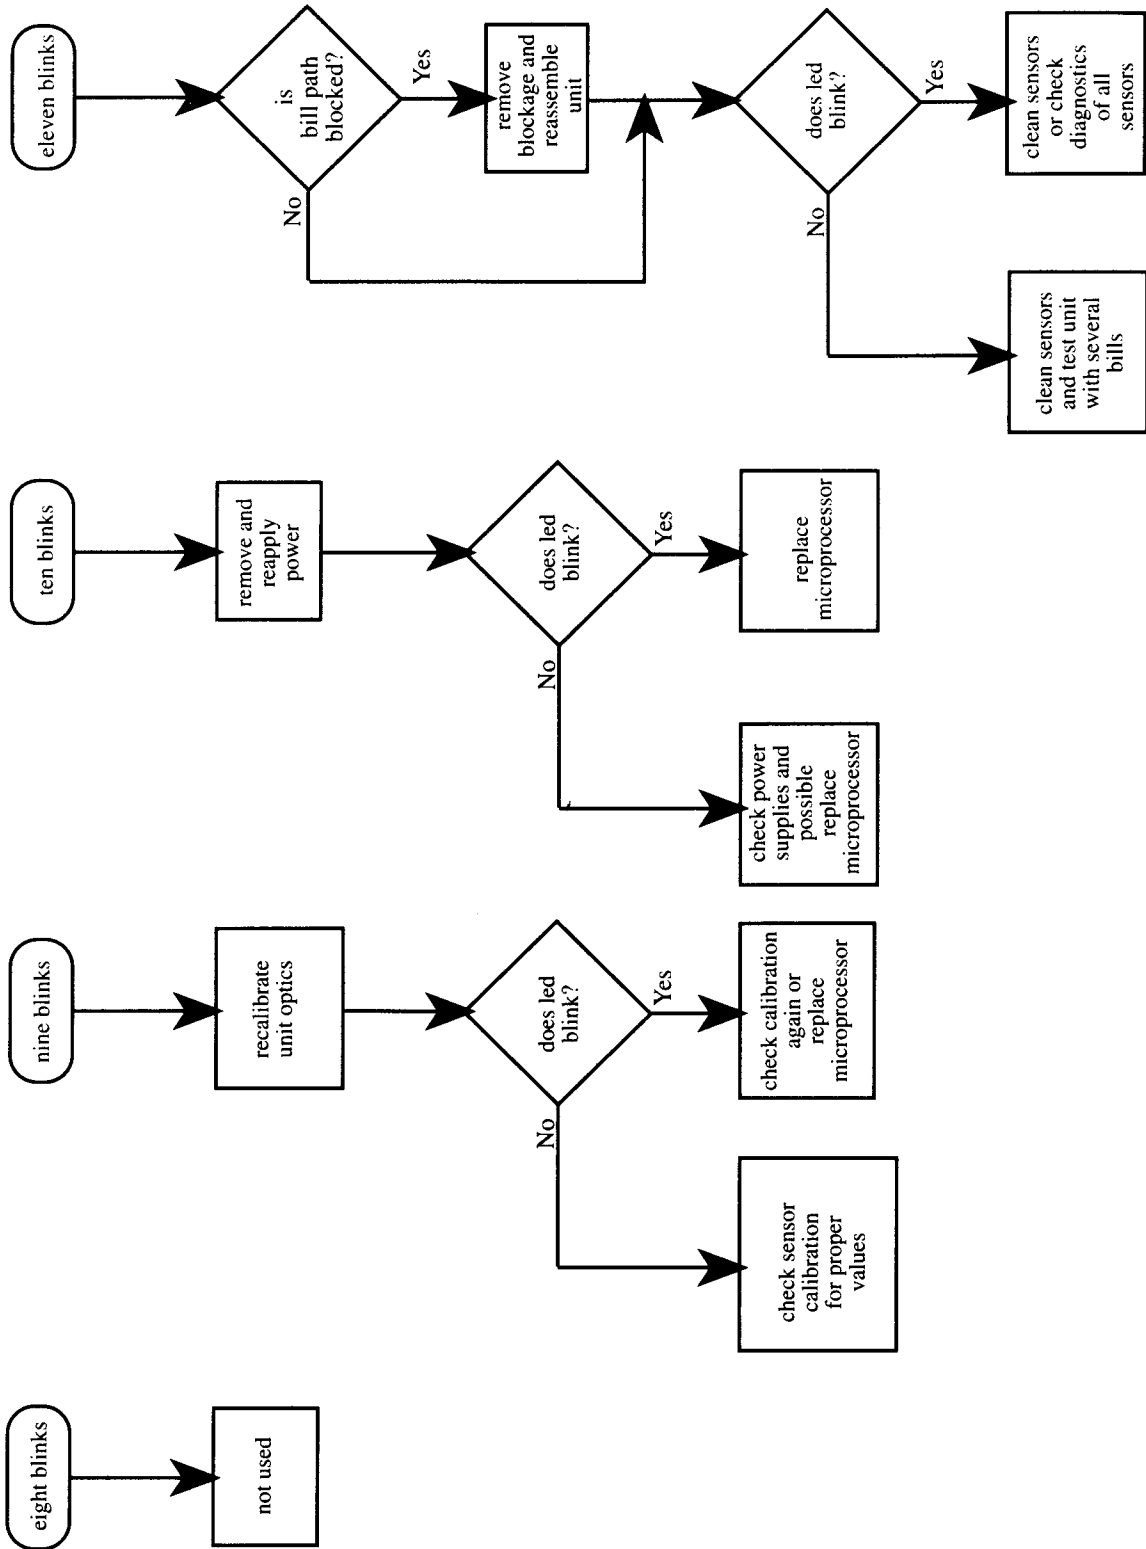 eight blinks
not used
nine blinks
recalibrate
unit optics
does led
blink?
No
Yes
check sensor
calibration
for proper
values
check calibration
again or
replace
microprocessor
ten blinks
remove and
reapply
power
does led
blink?
No
Yes
check power
supplies and
possible
replace
microprocessor
replace
microprocessor
eleven blinks
is
bill path
blocked?
No
Yes
remove
blockage and
reassemble
unit
does led
blink?
No
Yes
clean sensors
and test unit
with several
bills
clean sensors
or check
diagnostics
of all
sensors